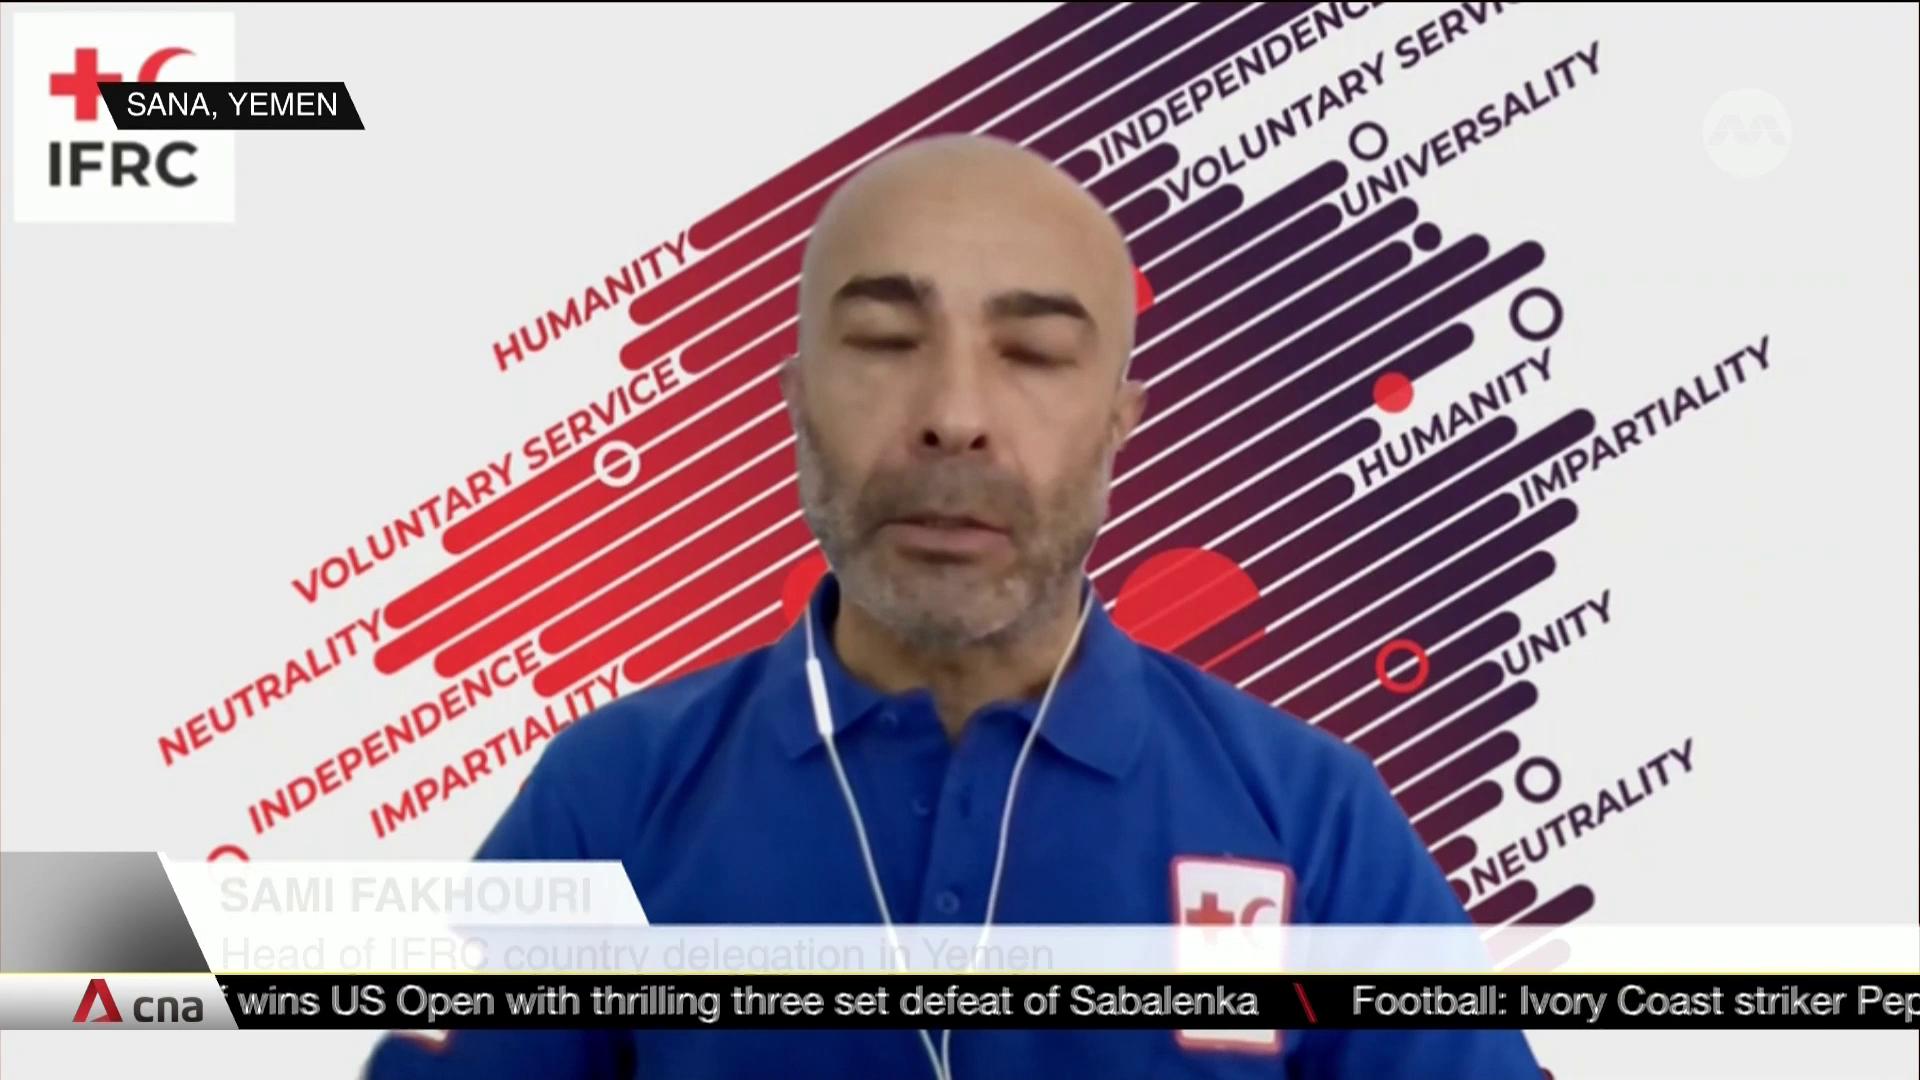 SANA, YEMEN
IFRC
INDEPENDENC
VOLUNTARY SERVI
UNIVERSALITY
HUMANITY
VOLUNTARY SERVICE
NEUTRALITY
INDEPENDENCE
IMPARTIALITY
HUMANITY
IMPARTIALITY
UNITY
NEUTRALITY
SAMI FAKHOURI
Head of IFRC country delegation in Yemen
cna
wins US Open with thrilling three set defeat of Sabalenka \ Football: Ivory Coast striker Pep